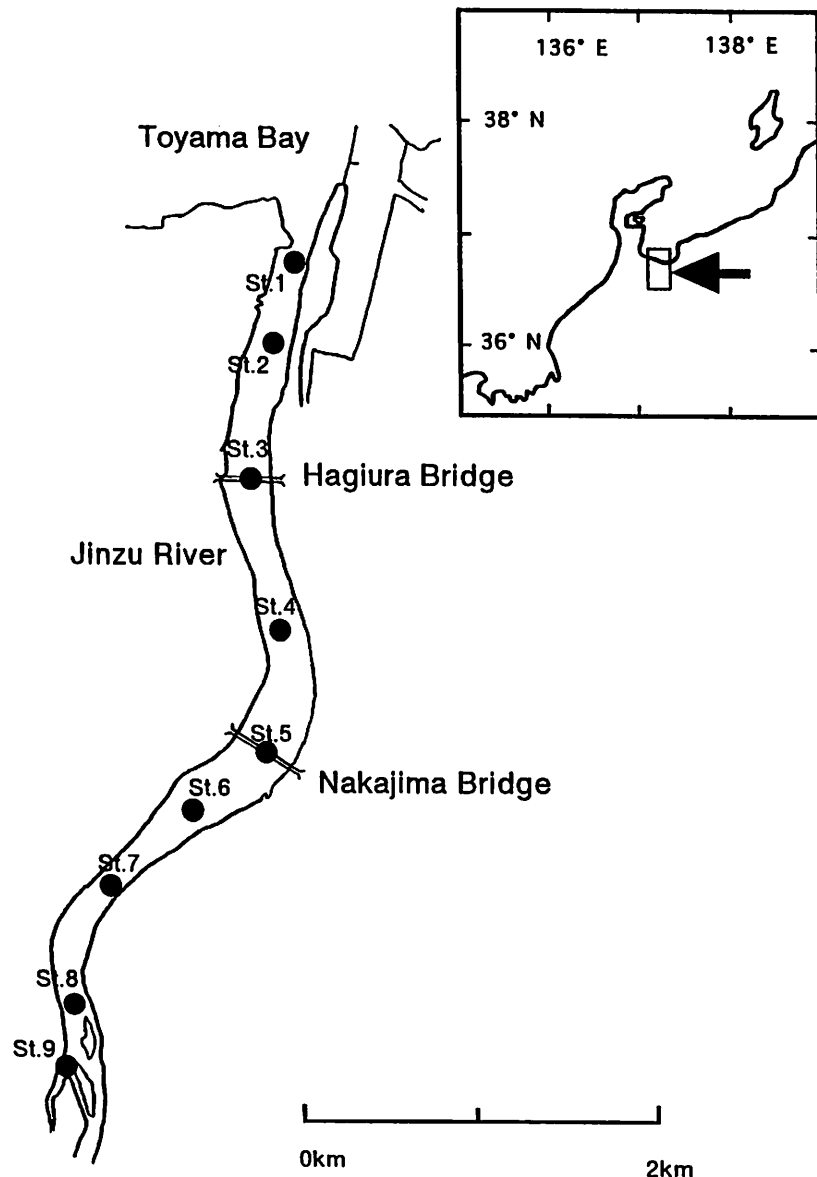 136° E
138° E
38° N
36° N
Toyama Bay
St.1
St.2
St.3
Hagiura Bridge
Jinzu River
St.4
St.5
Nakajima Bridge
St.6
St.7
St.8
St.9
0km
2km